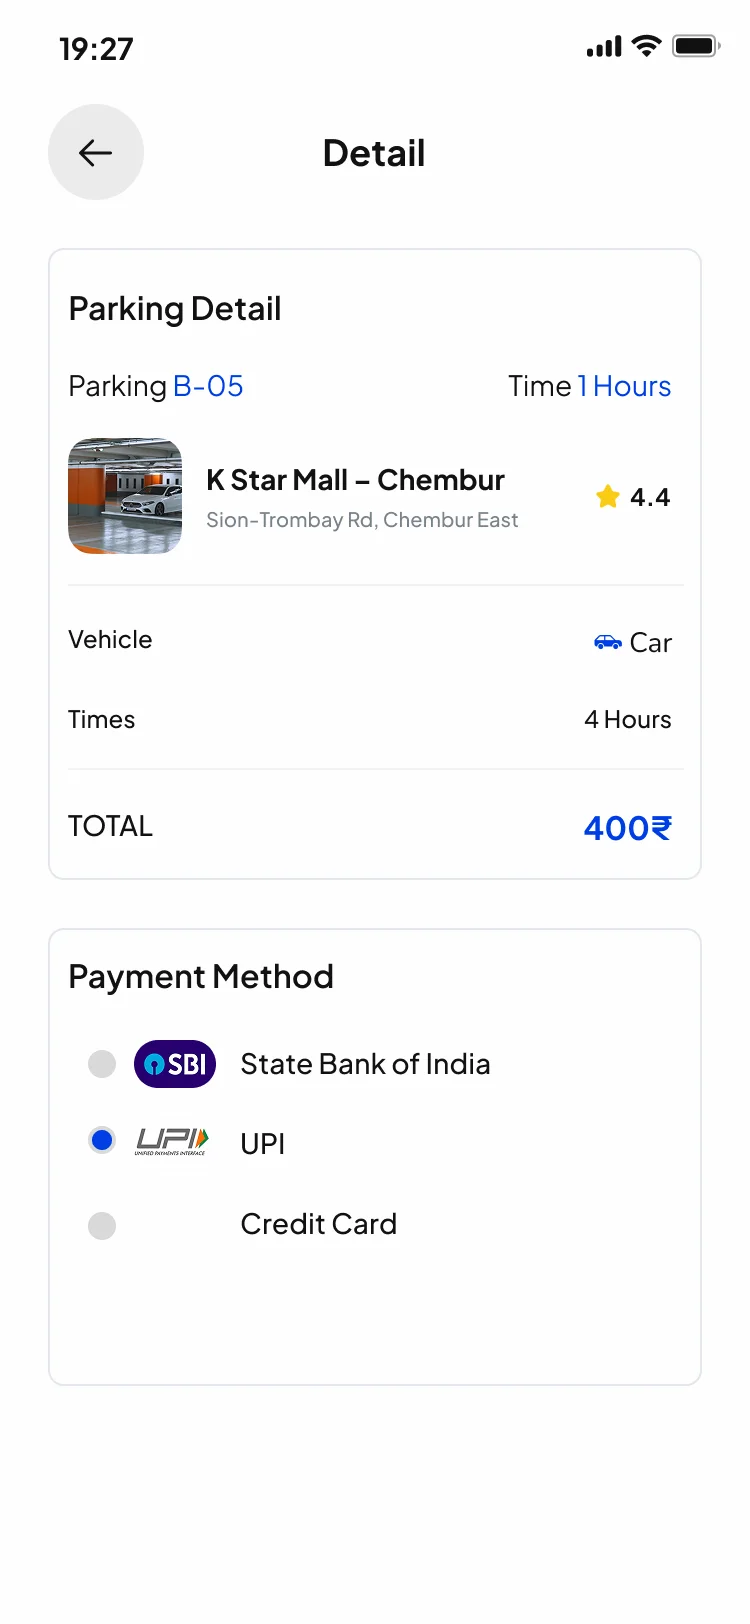 19:27
Detail
Parking Detail
Parking B-05
Time 1 Hours
K Star Mall – Chembur
Sion-Trombay Rd, Chembur East
4.4
Vehicle
Car
Times
4 Hours
TOTAL
400₹
Payment Method
SBI
State Bank of India
UPI
UNIFIED PAYMENTS INTERFACE
UPI
Credit Card